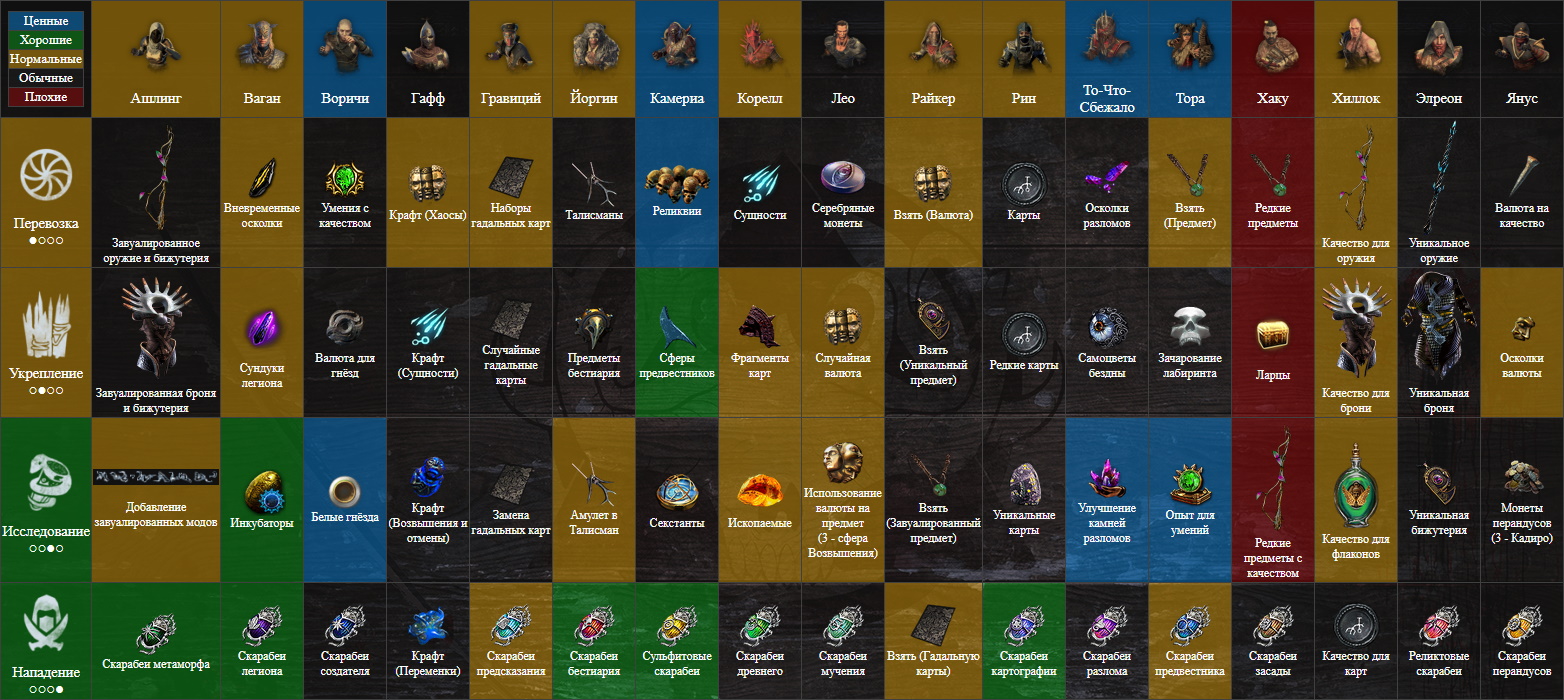 Ценные
Хорошие
Нормальные
Обычные
Плохие
Ашлинг
Ваган
Воричи
Гафф
Гравиций
Йоргин
Камериа
Корелл
Лео
Райкер
Рин
То-Что-
Сбежало
Тора
Хаку
Хиллок
Элреон
Янус
Перевозка
Завуалированное
оружие и бижутерия
Вневременные
осколки
Умения с
качеством
Крафт (Хаосы)
Наборы
гадальных карт
Талисманы
Реликвии
Сущности
Серебряные
монеты
Взять (Валюта)
Карты
Осколки
разломов
Взять
(Предмет)
Редкие
предметы
Качество для
оружия
Уникальное
оружие
Валюта на
качество
Укрепление
Завуалированная броня
и бижутерия
Сундуки
легиона
Валюта для
гнёзд
Крафт
(Сущности)
Случайные
гадальные
карты
Предметы
бестиария
Сферы
предвестников
Фрагменты
карт
Случайная
валюта
Взять
(Уникальный
предмет)
Редкие карты
Самоцветы
бездны
Зачарование
лабиринта
Ларцы
Качество для
брони
Уникальная
броня
Осколки
валюты
Исследование
Добавление
завуалированных модов
Инкубаторы
Белые гнёзда
Крафт
(Возвышения и
отмены)
Замена
гадальных карт
Амулет в
Талисман
Секстанты
Ископаемые
Использование
валюты на
предмет
(3 - сфера
Возвышения)
Взять
(Завуалированный
предмет)
Уникальные
карты
Улучшение
камней
разломов
Опыт для
умений
Редкие
предметы с
качеством
Качество для
флаконов
Уникальная
бижутерия
Монеты
перандусов
(3 - Кадиро)
Нападение
Скарабеи метаморфа
Скарабеи
легиона
Скарабеи
создателя
Крафт
(Переменки)
Скарабеи
предсказания
Скарабеи
бестиария
Сульфитовые
скарабеи
Скарабеи
древнего
Скарабеи
мучения
Взять (Гадальную
карты)
Скарабеи
картографии
Скарабеи
разлома
Скарабеи
предвестника
Скарабеи
засады
Качество для
карт
Реликтовые
скарабеи
Скарабеи
перандусов